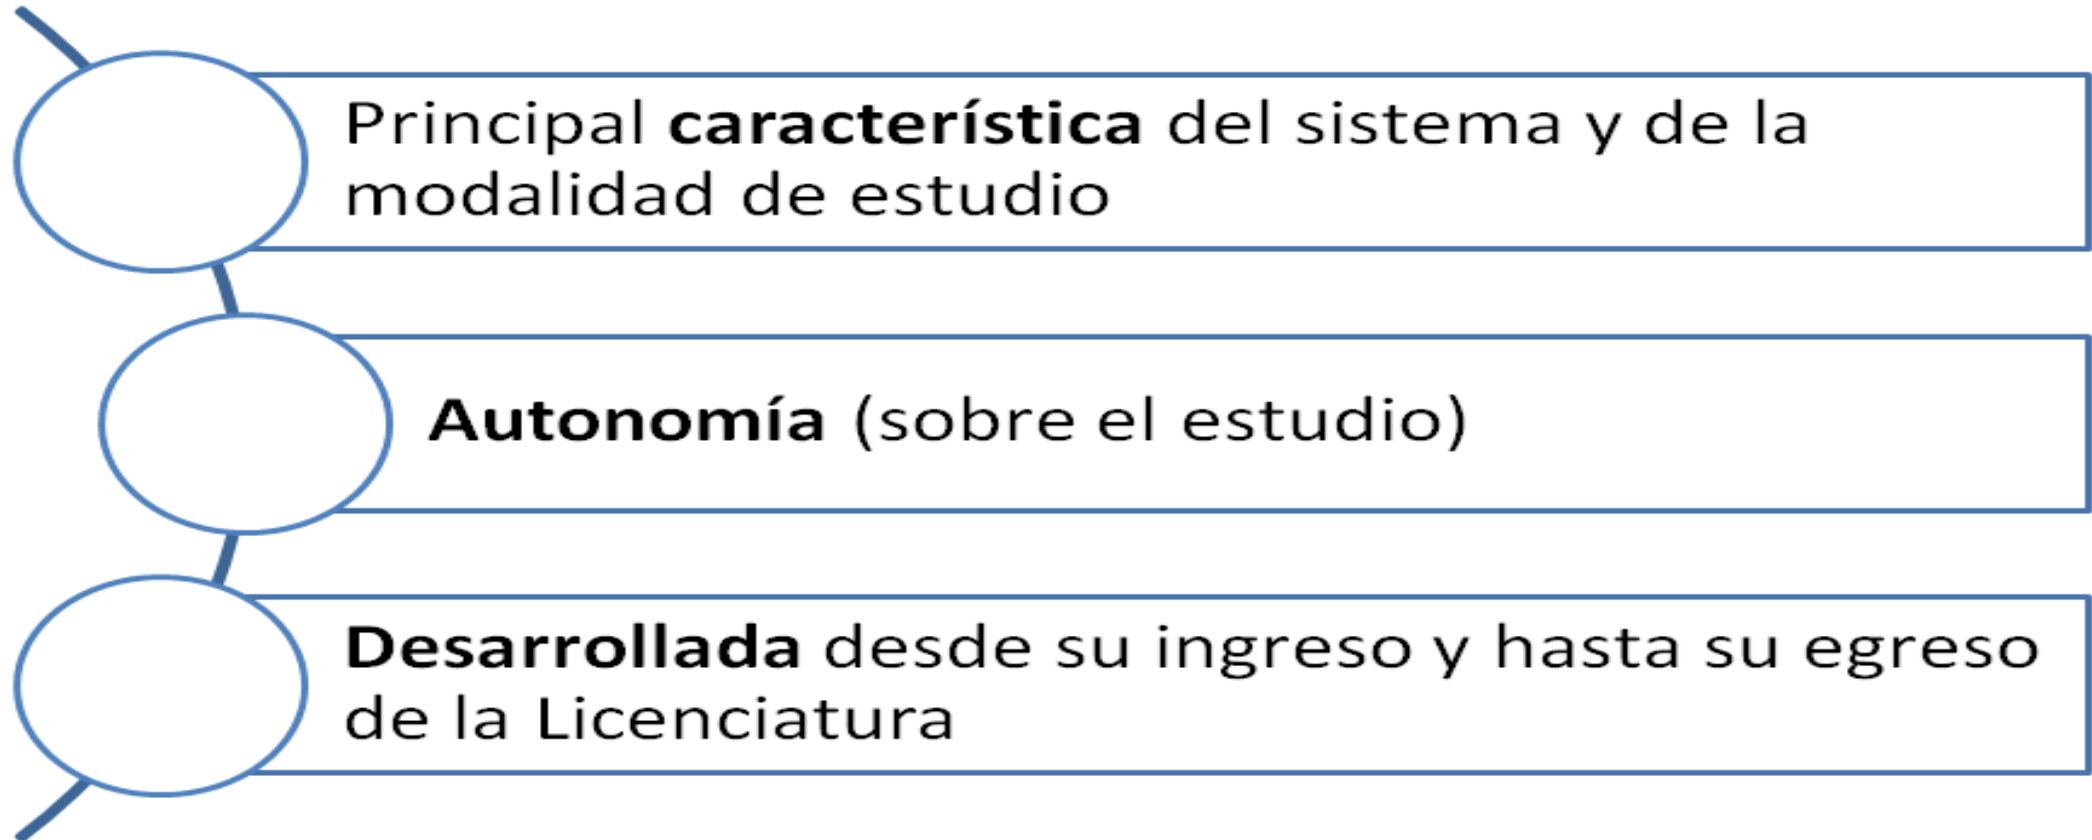 Principal característica del sistema y de la
modalidad de estudio
Autonomía (sobre el estudio)
Desarrollada desde su ingreso y hasta su egreso
de la Licenciatura